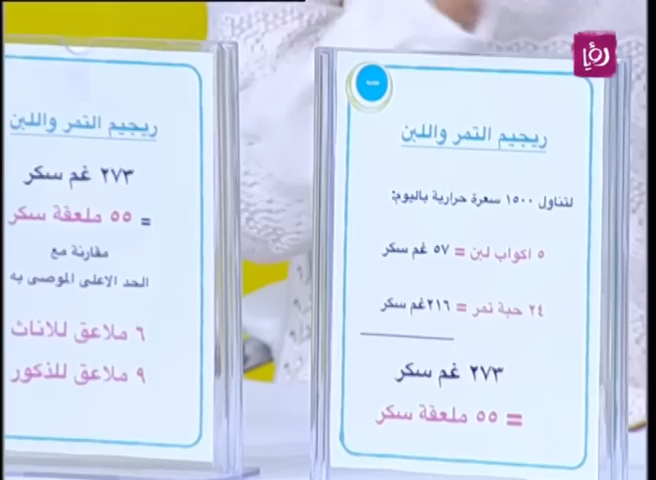 رؤيا
ريجيم التمر واللبن
لتناول ١٥٠٠ سعرة حرارية باليوم:
٥ اكواب لبن = ٥٧ غم سكر
٢٤ حبة تمر = ٢١٦غم سكر
٢٧٣ غم سكر
= ٥٥ ملعقة سكر
ريجيم التمر واللبن
٢٧٣ غم سكر
= ٥٥ ملعقة سكر
مقارنة مع
الحد الاعلى الموصى به
٦ ملاعق للاناث
٩ ملاعق للذكور